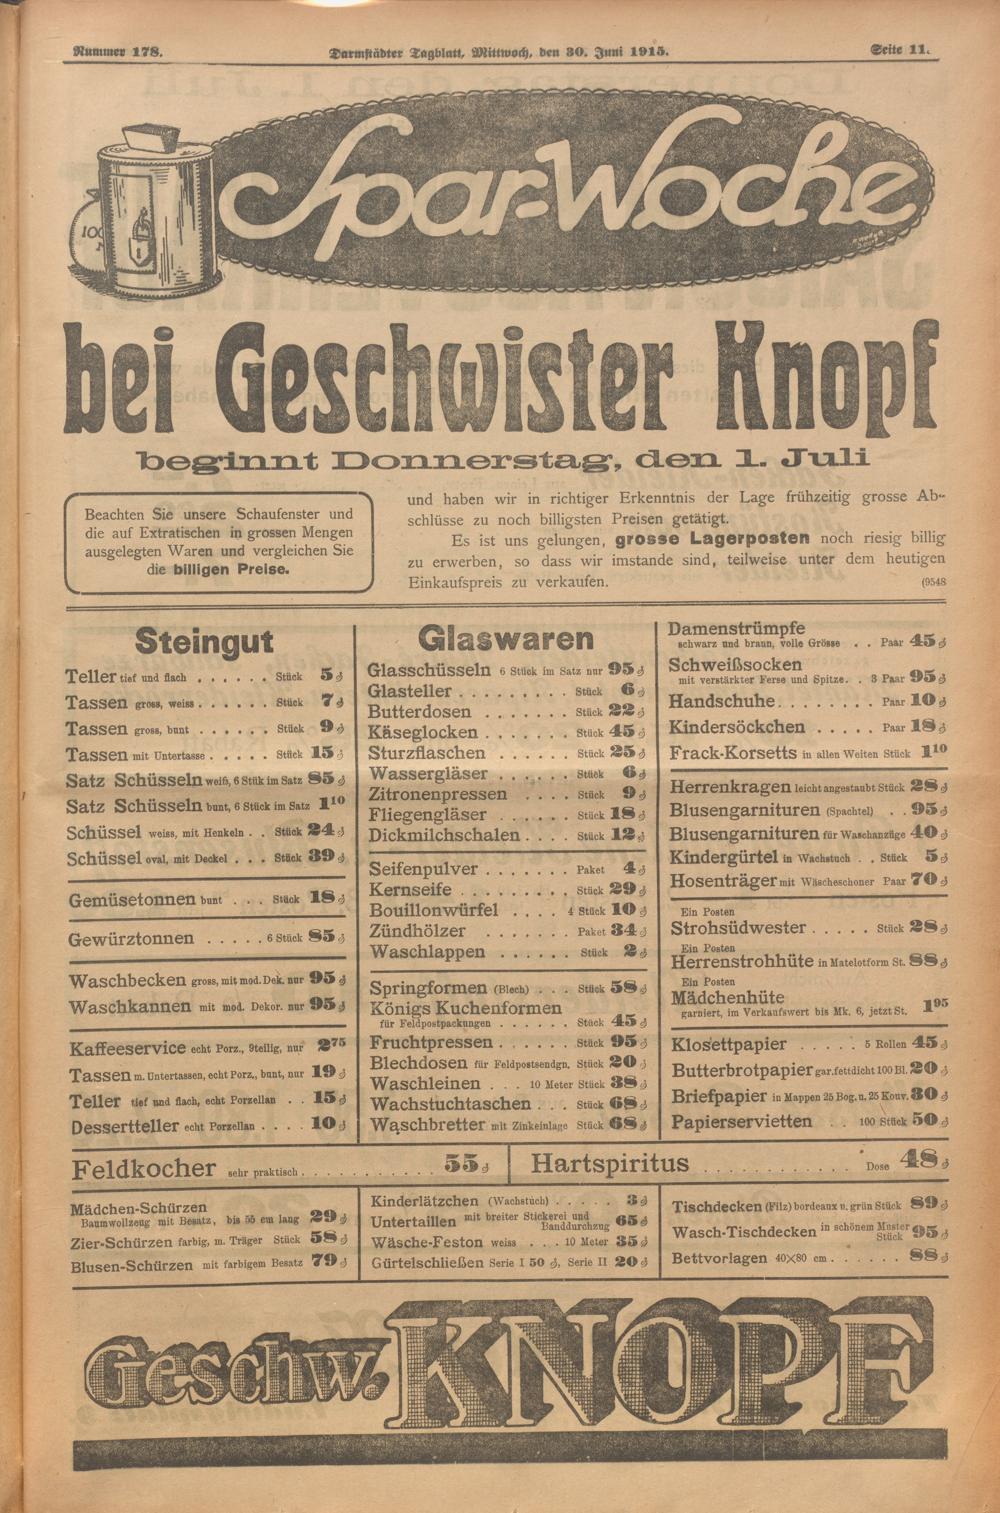 Nummer 178.
Darmstädter Tagblatt, Mittwoch, den 30. Juni 1915.
Seite 11.
100
Spar-Woche
bei Geschwister Knopf
beginnt Donnerstag, den 1. Juli
Beachten Sie unsere Schaufenster und
die auf Extratischen in grossen Mengen
ausgelegten Waren und vergleichen Sie
die billigen Preise.
und haben wir in richtiger Erkenntnis der Lage frühzeitig grosse Ab-
schlüsse zu noch billigsten Preisen getätigt.
Es ist uns gelungen, grosse Lagerposten noch riesig billig
zu erwerben, so dass wir imstande sind, teilweise unter dem heutigen
Einkaufspreis zu verkaufen. (9548
Steingut
Teller tief und flach . . . . . . Stück 5 ₰
Tassen gross, weiss . . . . . . Stück 7 ₰
Tassen gross, bunt . . . . . . Stück 9 ₰
Tassen mit Untertasse . . . . . Stück 15 ₰
Satz Schüsseln weiß, 6 Stük im Satz 85 ₰
Satz Schüsseln bunt, 6 Stück im Satz 1 10
Schüssel weiss, mit Henkeln . . Stück 24 ₰
Schüssel oval, mit Deckel . . . Stück 39 ₰
Gemüsetonnen bunt . . . Stück 18 ₰
Gewürztonnen . . . . . 6 Stück 85 ₰
Waschbecken gross, mit mod. Dek. nur 95 ₰
Waschkannen mit mod. Dekor. nur 95 ₰
Kaffeeservice echt Porz., 9teilig, nur 2 75
Tassen m. Untertassen, echt Porz., bunt, nur 19 ₰
Teller tief und flach, echt Porzellan . . 15 ₰
Dessertteller echt Porzellan . . . . 10 ₰
Glaswaren
Glasschüsseln 6 Stück im Satz nur 95 ₰
Glasteller . . . . . . . . . Stück 6 ₰
Butterdosen . . . . . . . Stück 22 ₰
Käseglocken . . . . . . . Stück 45 ₰
Sturzflaschen . . . . . . Stück 25 ₰
Wassergläser . . . . . . Stück 6 ₰
Zitronenpressen . . . . Stück 9 ₰
Fliegengläser . . . . . . Stück 18 ₰
Dickmilchschalen . . . . Stück 12 ₰
Seifenpulver . . . . . . . Paket 4 ₰
Kernseife . . . . . . . . . Stück 29 ₰
Bouillonwürfel . . . . 4 Stück 10 ₰
Zündhölzer . . . . . . . Paket 34 ₰
Waschlappen . . . . . . Stück 2 ₰
Springformen (Blech) . . . Stück 58 ₰
Königs Kuchenformen
für Feldpostpackungen . . . . . . Stück 45 ₰
Fruchtpressen . . . . . . Stück 95 ₰
Blechdosen für Feldpostsendgn. Stück 20 ₰
Waschleinen . . . 10 Meter Stück 38 ₰
Wachstuchtaschen . . . Stück 68 ₰
Waschbretter mit Zinkeinlage Stück 68 ₰
Damenstrümpfe
schwarz und braun, volle Grösse . . Paar 45 ₰
Schweißsocken
mit verstärkter Ferse und Spitze. . 3 Paar 95 ₰
Handschuhe . . . . . . . . Paar 10 ₰
Kindersöckchen . . . . . Paar 18 ₰
Frack-Korsetts in allen Weiten Stück 1 10
Herrenkragen leicht angestaubt Stück 28 ₰
Blusengarnituren (Spachtel) . . 95 ₰
Blusengarnituren für Waschanzüge 40 ₰
Kindergürtel in Wachstuch . . Stück 5 ₰
Hosenträger mit Wäscheschoner Paar 70 ₰
Ein Posten
Strohsüdwester . . . . . Stück 28 ₰
Ein Posten
Herrenstrohhüte in Matelotform St. 88 ₰
Ein Posten
Mädchenhüte
garniert, im Verkaufswert bis Mk. 6, jetzt St. 1 95
Klosettpapier . . . . . 5 Rollen 45 ₰
Butterbrotpapier gar. fettdicht 100 Bl. 20 ₰
Briefpapier in Mappen 25 Bog. u. 25 Kouv. 30 ₰
Papierservietten . . 100 Stück 50 ₰
Feldkocher sehr praktisch . . . . . . . . . . . 55 ₰
Hartspiritus . . . . . . . . . . . . Dose 48 ₰
Mädchen-Schürzen
Baumwollzeug mit Besatz, bis 55 cm lang 29 ₰
Zier-Schürzen farbig, m. Träger Stück 58 ₰
Blusen-Schürzen mit farbigem Besatz 79 ₰
Kinderlätzchen (Wachstuch) . . . . . 3 ₰
Untertaillen mit breiter Stickerei und Banddurchzug 65 ₰
Wäsche-Feston weiss . . . 10 Meter 35 ₰
Gürtelschließen Serie I 50 ₰, Serie II 20 ₰
Tischdecken (Filz) bordeaux u. grün Stück 89 ₰
Wasch-Tischdecken in schönem Muster Stück 95 ₰
Bettvorlagen 40×80 cm . . . . . . 88 ₰
Geschw. KNOPF